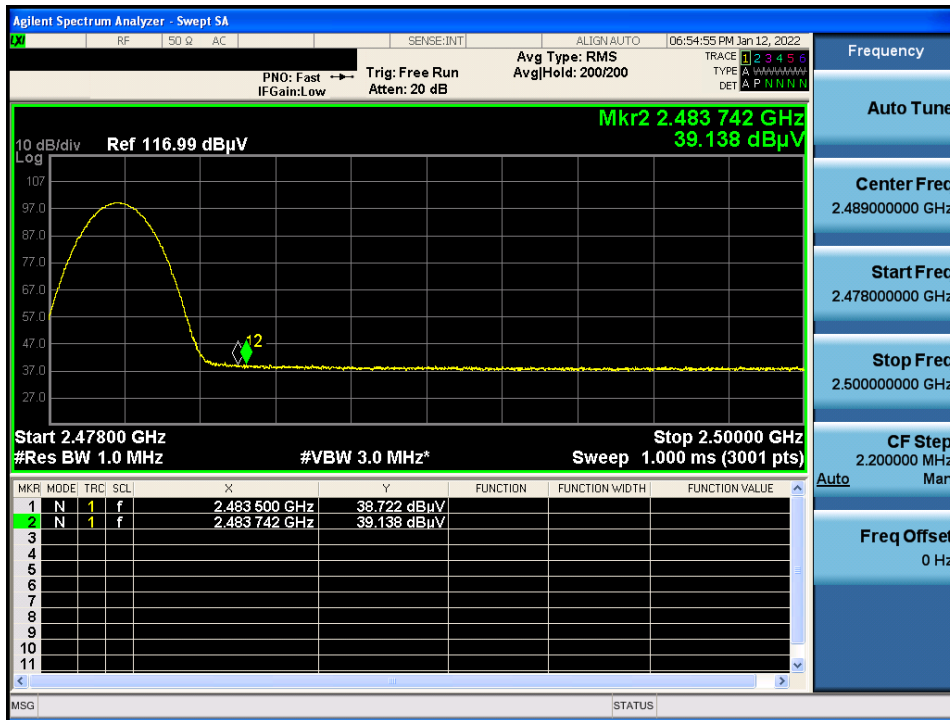 Agilent Spectrum Analyzer - Swept SA
LXI RF 50 Ω AC SENSE:INT ALIGN AUTO 06:54:55 PM Jan 12, 2022
Frequency
PNO: Fast
IFGain:Low
Trig: Free Run
Atten: 20 dB
Avg Type: RMS
Avg|Hold: 200/200
TRACE 1 2 3 4 5 6
TYPE A
DET A P N N N N
Mkr2 2.483 742 GHz
39.138 dBµV
10 dB/div Ref 116.99 dBµV
Log
107
97.0
87.0
77.0
67.0
57.0
47.0
37.0
27.0
12
Start 2.47800 GHz Stop 2.50000 GHz
#Res BW 1.0 MHz #VBW 3.0 MHz* Sweep 1.000 ms (3001 pts)
MKR MODE TRC SCL X Y FUNCTION FUNCTION WIDTH FUNCTION VALUE
1 N 1 f 2.483 500 GHz 38.722 dBµV
2 N 1 f 2.483 742 GHz 39.138 dBµV
3
4
5
6
7
8
9
10
11
MSG STATUS
Auto Tune
Center Freq
2.489000000 GHz
Start Freq
2.478000000 GHz
Stop Freq
2.500000000 GHz
CF Step
2.200000 MHz
Auto Man
Freq Offset
0 Hz